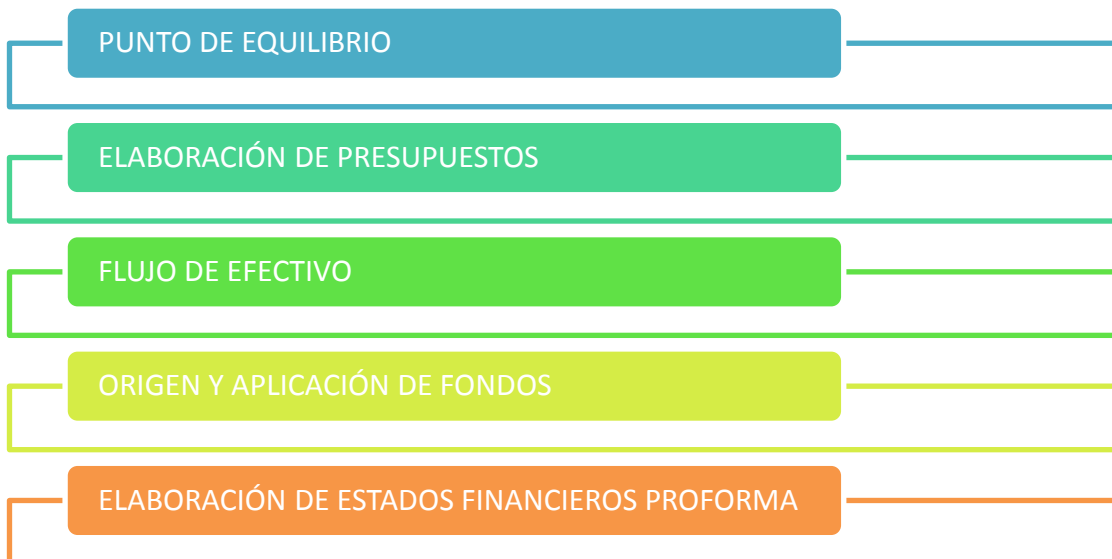 PUNTO DE EQUILIBRIO
ELABORACIÓN DE PRESUPUESTOS
FLUJO DE EFECTIVO
ORIGEN Y APLICACIÓN DE FONDOS
ELABORACIÓN DE ESTADOS FINANCIEROS PROFORMA